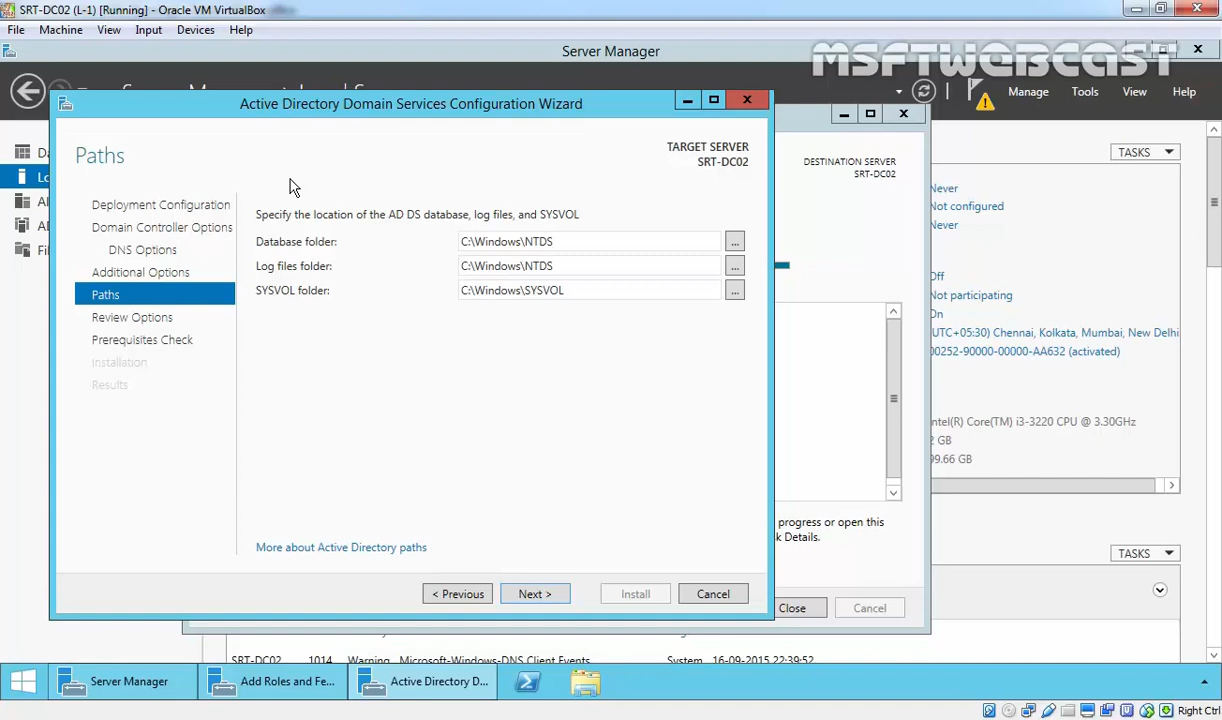 SRT-DC02 (L-1) [Running] - Oracle VM VirtualBox
File Machine View Input Devices Help
Server Manager
MSFTWEBCAST
Manage Tools View Help
Active Directory Domain Services Configuration Wizard
Paths
TARGET SERVER
SRT-DC02
DESTINATION SERVER
SRT-DC02
TASKS
Deployment Configuration
Domain Controller Options
DNS Options
Additional Options
Paths
Review Options
Prerequisites Check
Installation
Results
Specify the location of the AD DS database, log files, and SYSVOL
Database folder: C:\Windows\NTDS ...
Log files folder: C:\Windows\NTDS ...
SYSVOL folder: C:\Windows\SYSVOL ...
More about Active Directory paths
< Previous Next > Install Cancel
Never
Not configured
Never
Off
Not participating
On
UTC+05:30) Chennai, Kolkata, Mumbai, New Delhi
00252-90000-00000-AA632 (activated)
ntel(R) Core(TM) i3-3220 CPU @ 3.30GHz
2 GB
99.66 GB
progress or open this
k Details.
TASKS
Close Cancel
SRT-DC02 1014 Warning Microsoft-Windows-DNS Client Events System 16-09-2015 22:39:52
Server Manager Add Roles and Fe... Active Directory D...
Right Ctrl